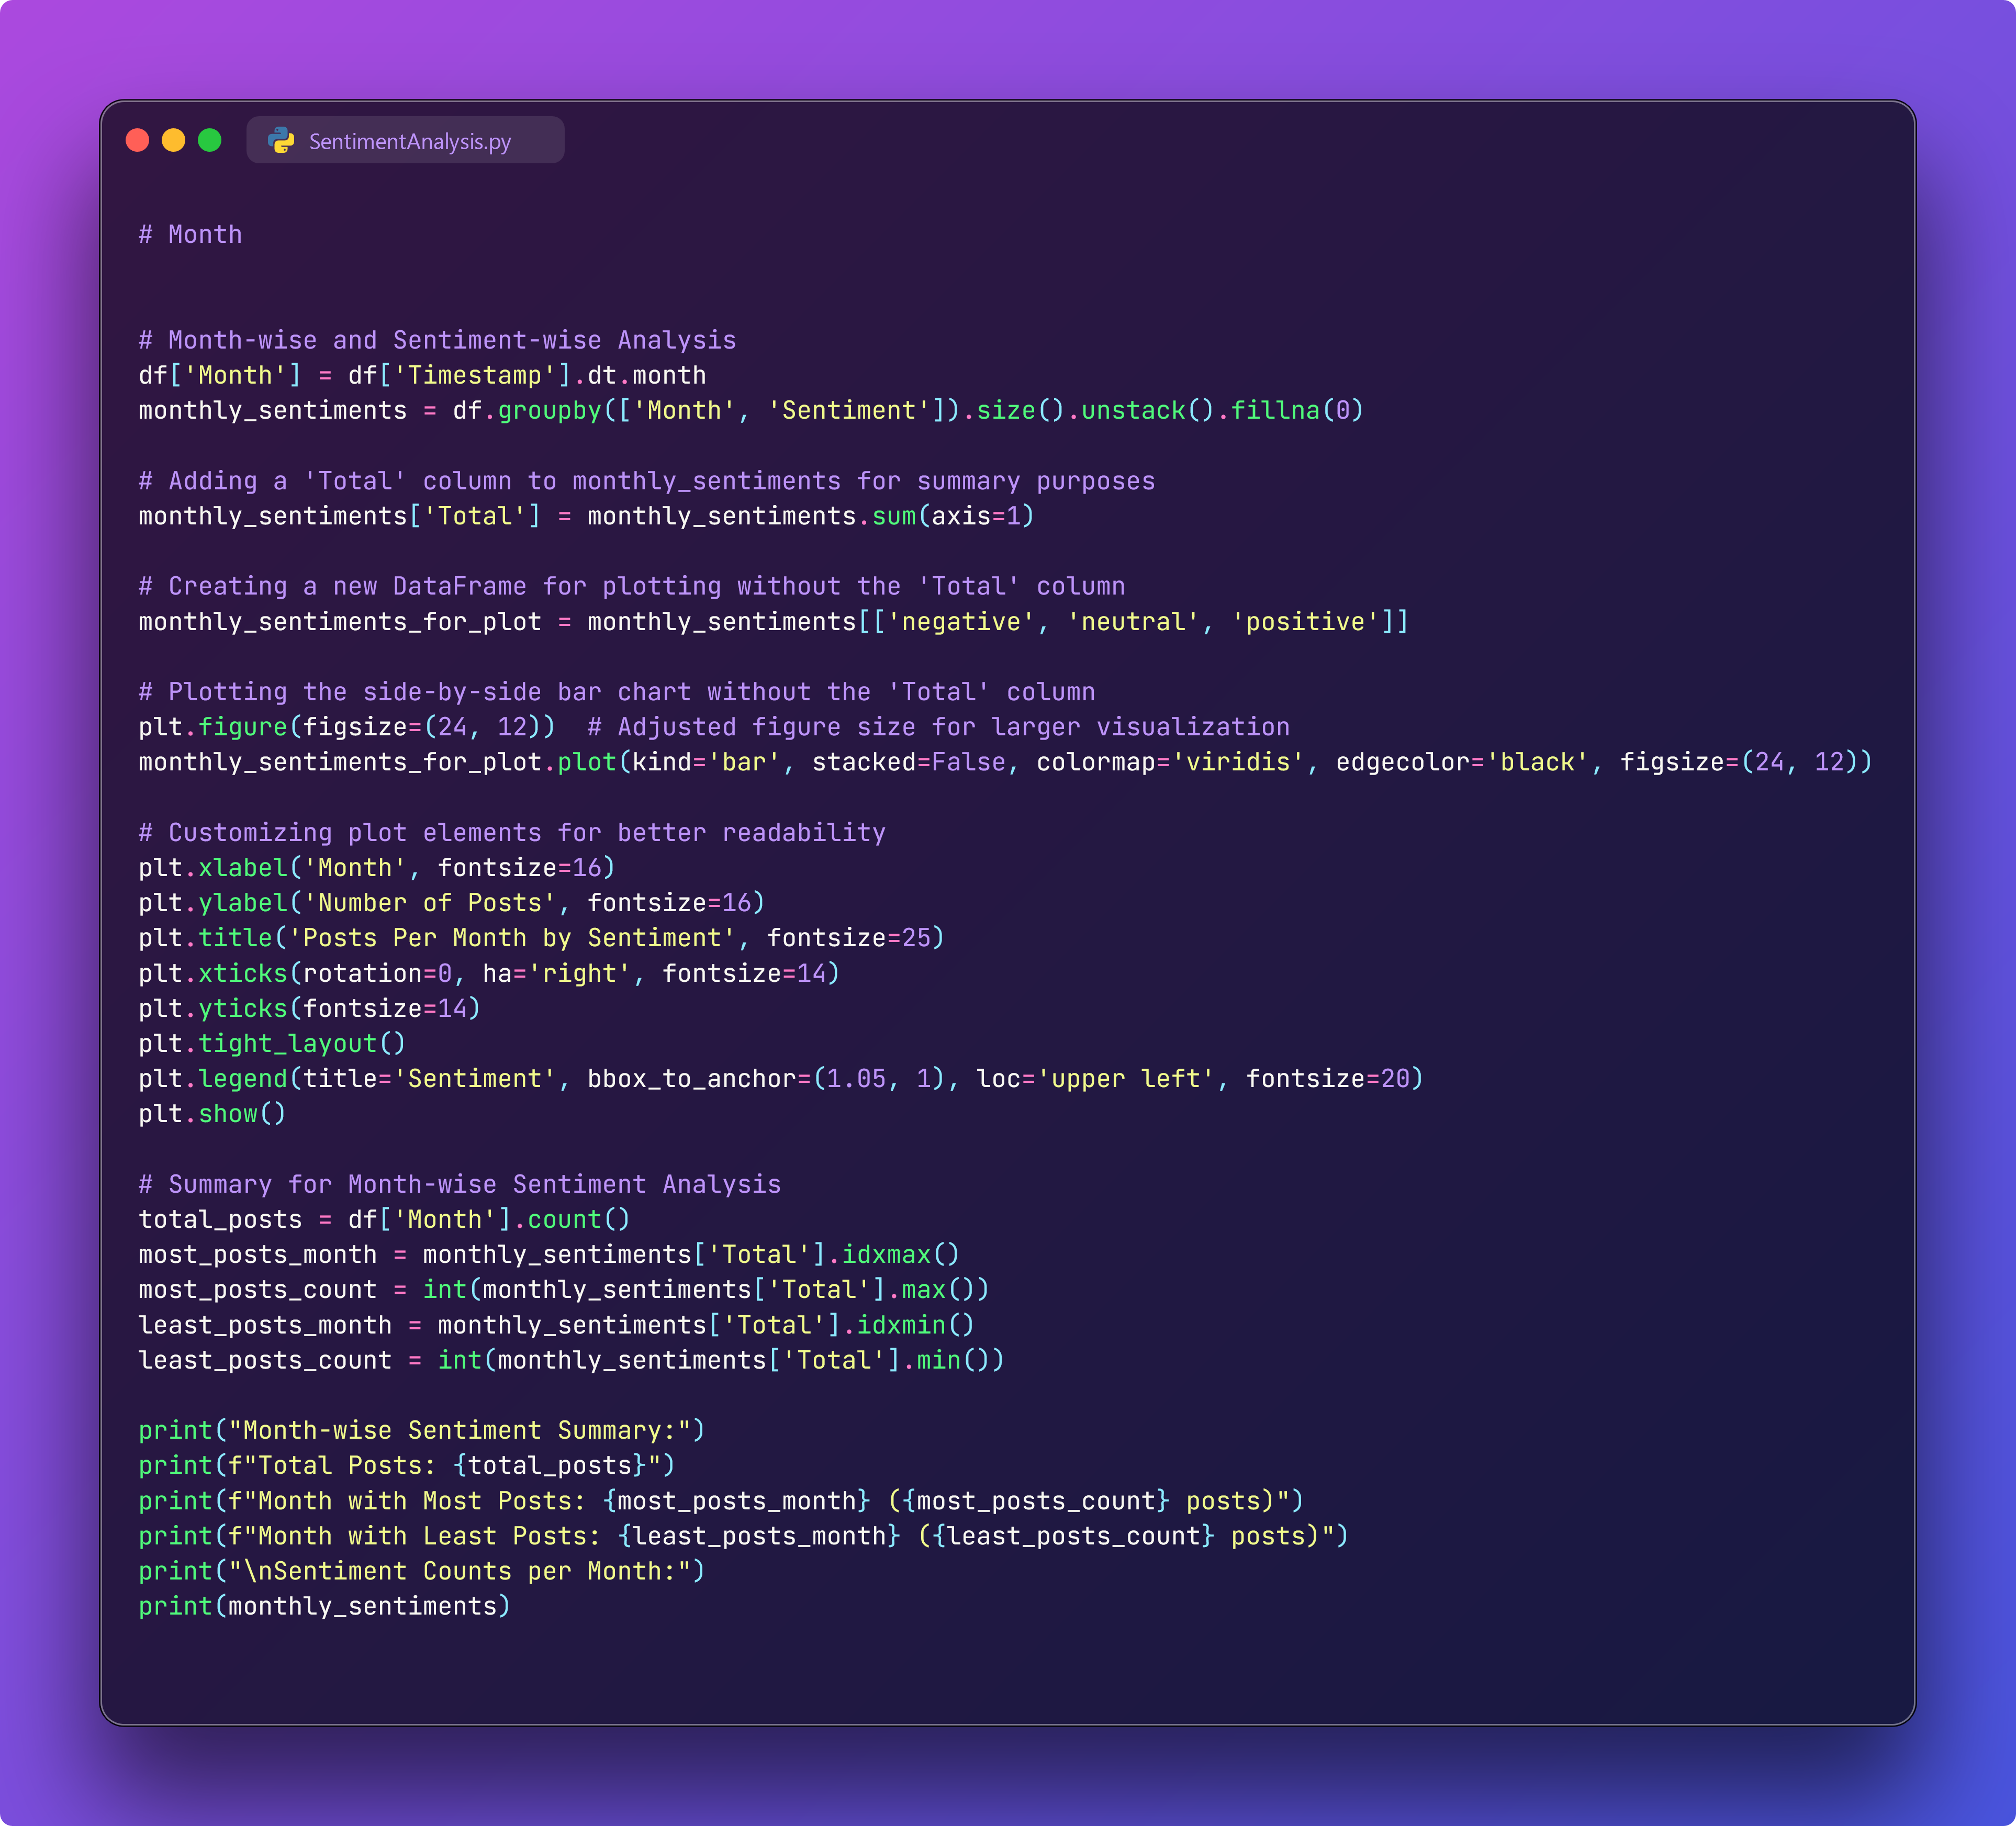 SentimentAnalysis.py
# Month
# Month-wise and Sentiment-wise Analysis
df['Month'] = df['Timestamp'].dt.month
monthly_sentiments = df.groupby(['Month', 'Sentiment']).size().unstack().fillna(0)
# Adding a 'Total' column to monthly_sentiments for summary purposes
monthly_sentiments['Total'] = monthly_sentiments.sum(axis=1)
# Creating a new DataFrame for plotting without the 'Total' column
monthly_sentiments_for_plot = monthly_sentiments[['negative', 'neutral', 'positive']]
# Plotting the side-by-side bar chart without the 'Total' column
plt.figure(figsize=(24, 12))  # Adjusted figure size for larger visualization
monthly_sentiments_for_plot.plot(kind='bar', stacked=False, colormap='viridis', edgecolor='black', figsize=(24, 12))
# Customizing plot elements for better readability
plt.xlabel('Month', fontsize=16)
plt.ylabel('Number of Posts', fontsize=16)
plt.title('Posts Per Month by Sentiment', fontsize=25)
plt.xticks(rotation=0, ha='right', fontsize=14)
plt.yticks(fontsize=14)
plt.tight_layout()
plt.legend(title='Sentiment', bbox_to_anchor=(1.05, 1), loc='upper left', fontsize=20)
plt.show()
# Summary for Month-wise Sentiment Analysis
total_posts = df['Month'].count()
most_posts_month = monthly_sentiments['Total'].idxmax()
most_posts_count = int(monthly_sentiments['Total'].max())
least_posts_month = monthly_sentiments['Total'].idxmin()
least_posts_count = int(monthly_sentiments['Total'].min())
print("Month-wise Sentiment Summary:")
print(f"Total Posts: {total_posts}")
print(f"Month with Most Posts: {most_posts_month} ({most_posts_count} posts)")
print(f"Month with Least Posts: {least_posts_month} ({least_posts_count} posts)")
print("\nSentiment Counts per Month:")
print(monthly_sentiments)